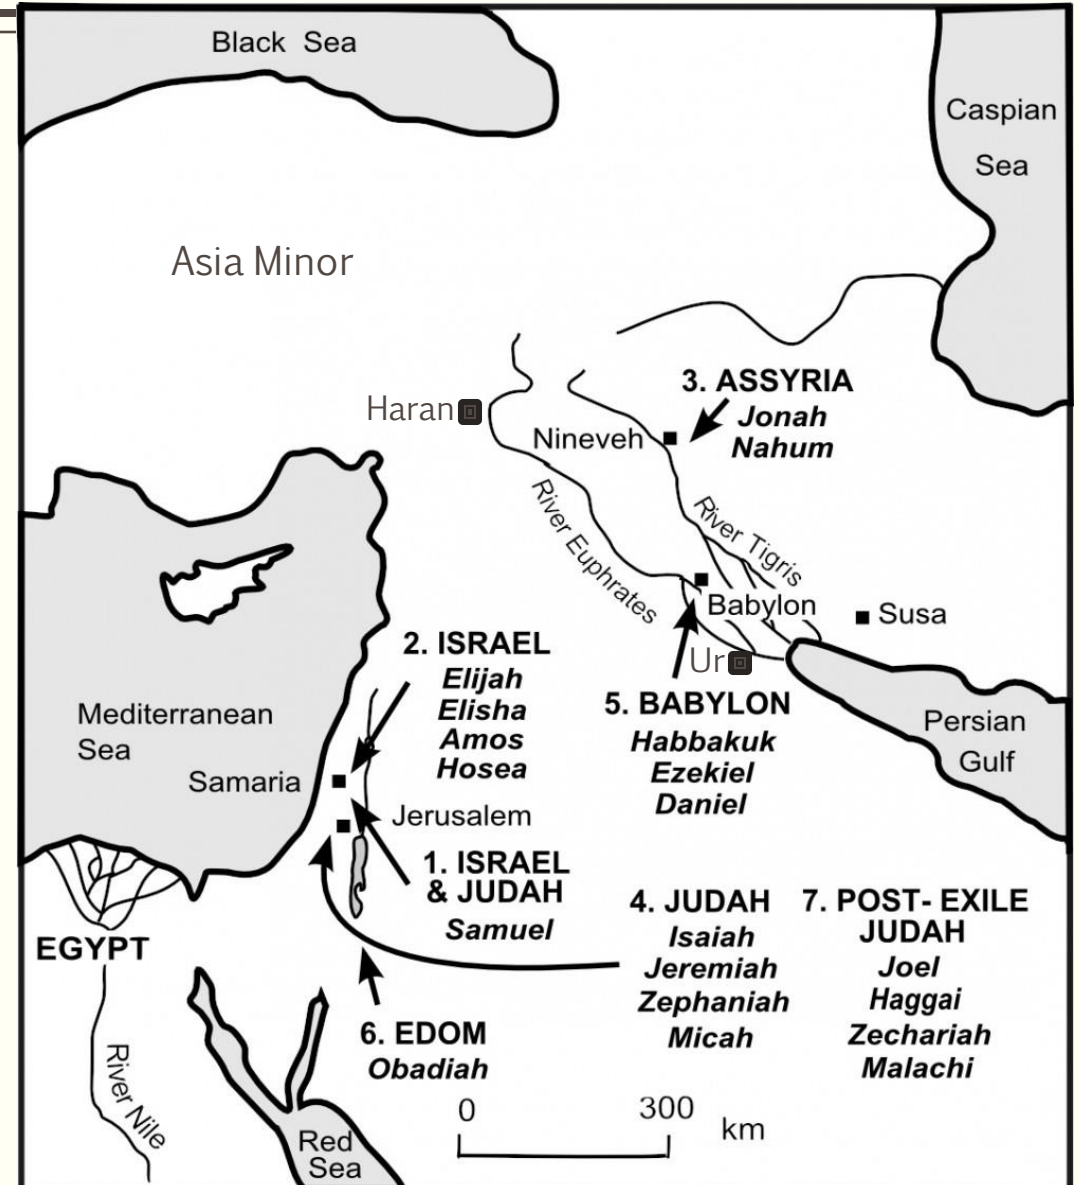 Black Sea
Caspian
Sea
Asia Minor
Haran
3. ASSYRIA
Jonah
Nahum
Nineveh
River Euphrates
River Tigris
Babylon
Susa
Ur
2. ISRAEL
Elijah
Elisha
Amos
Hosea
5. BABYLON
Habbakuk
Ezekiel
Daniel
Persian
Gulf
Mediterranean
Sea
Samaria
Jerusalem
1. ISRAEL
& JUDAH
Samuel
4. JUDAH
Isaiah
Jeremiah
Zephaniah
Micah
7. POST- EXILE
JUDAH
Joel
Haggai
Zechariah
Malachi
EGYPT
River Nile
6. EDOM
Obadiah
Red
Sea
0 300 km